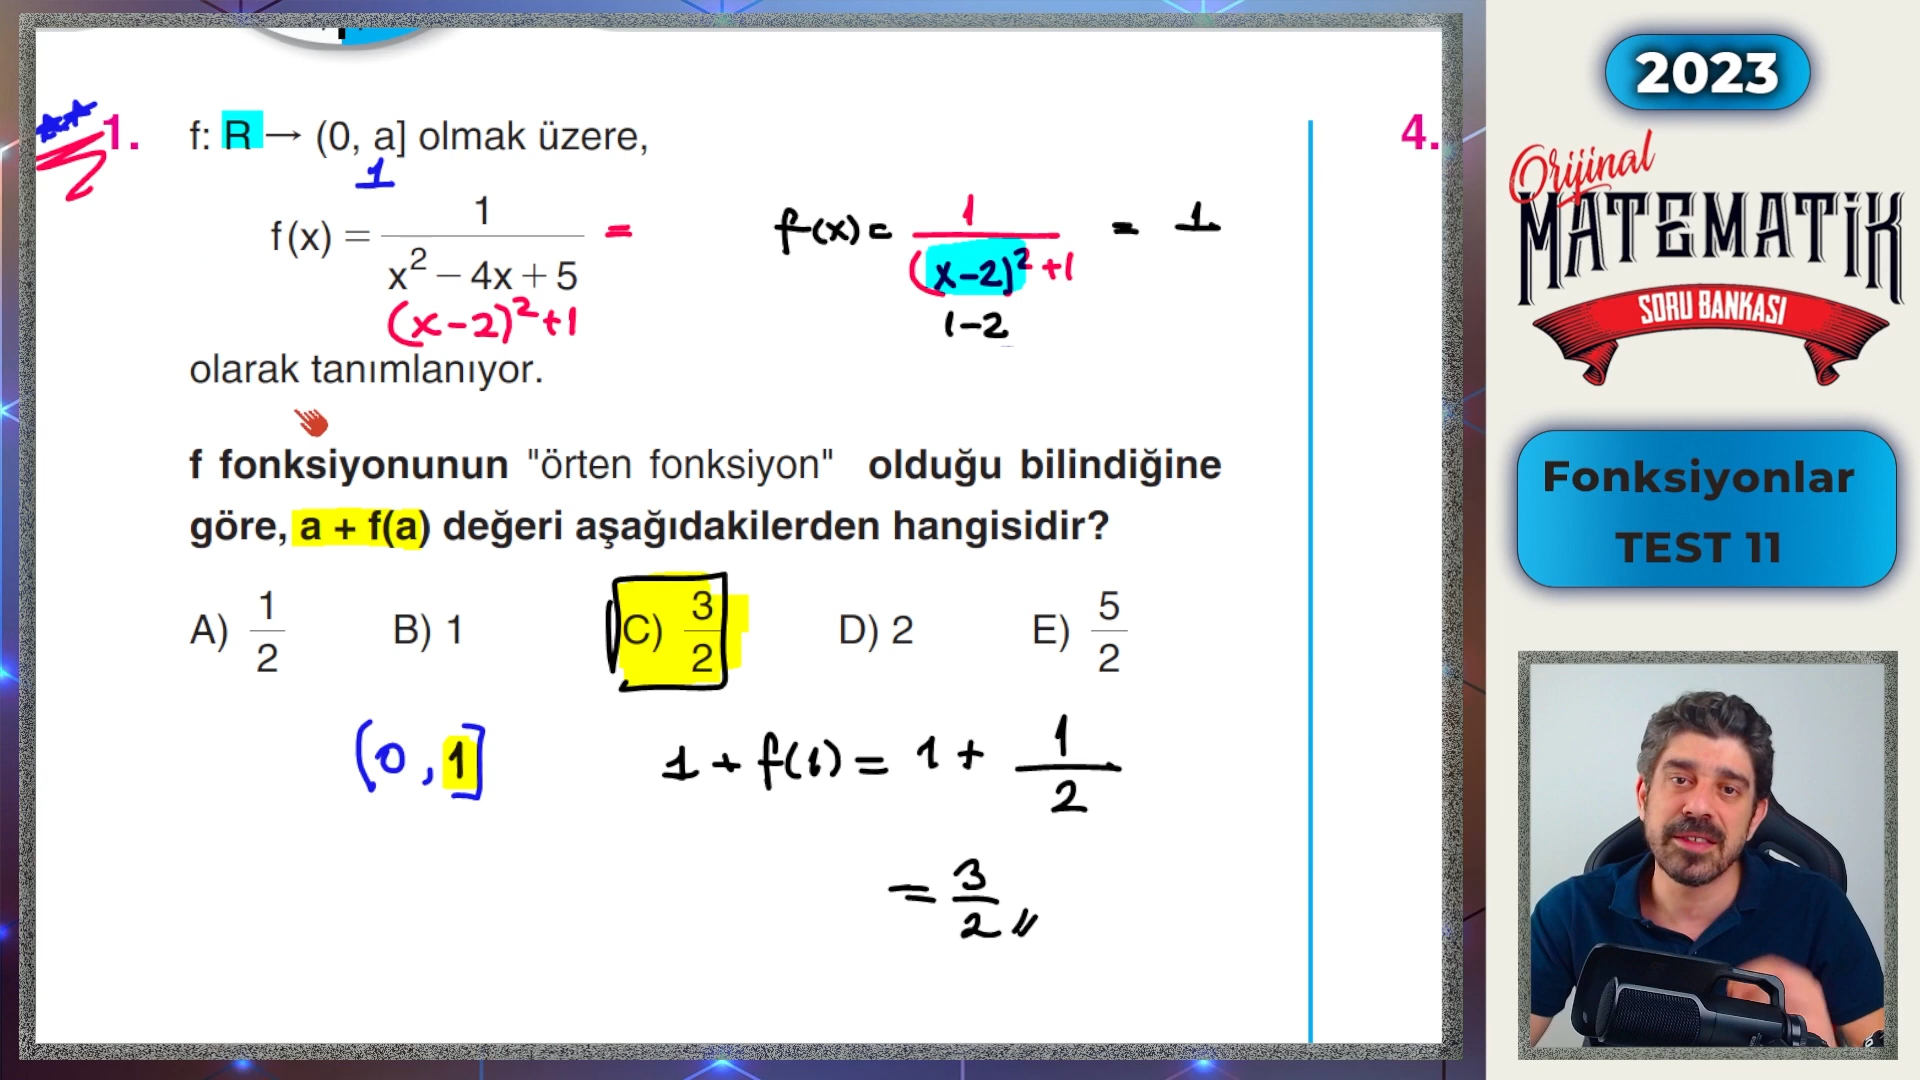 1. f: R → (0, a] olmak üzere,
1
f(x) = 1 / (x² – 4x + 5) =
(x–2)²+1
f(x) = 1 / ((x–2)²+1) = 1
1–2
olarak tanımlanıyor.
f fonksiyonunun "örten fonksiyon" olduğu bilindiğine
göre, a + f(a) değeri aşağıdakilerden hangisidir?
A) 1/2 B) 1 C) 3/2 D) 2 E) 5/2
(0, 1]
1 + f(1) = 1 + 1/2
= 3/2 //
2
4.
2023
Orijinal
MATEMATİK
SORU BANKASI
Fonksiyonlar
TEST 11